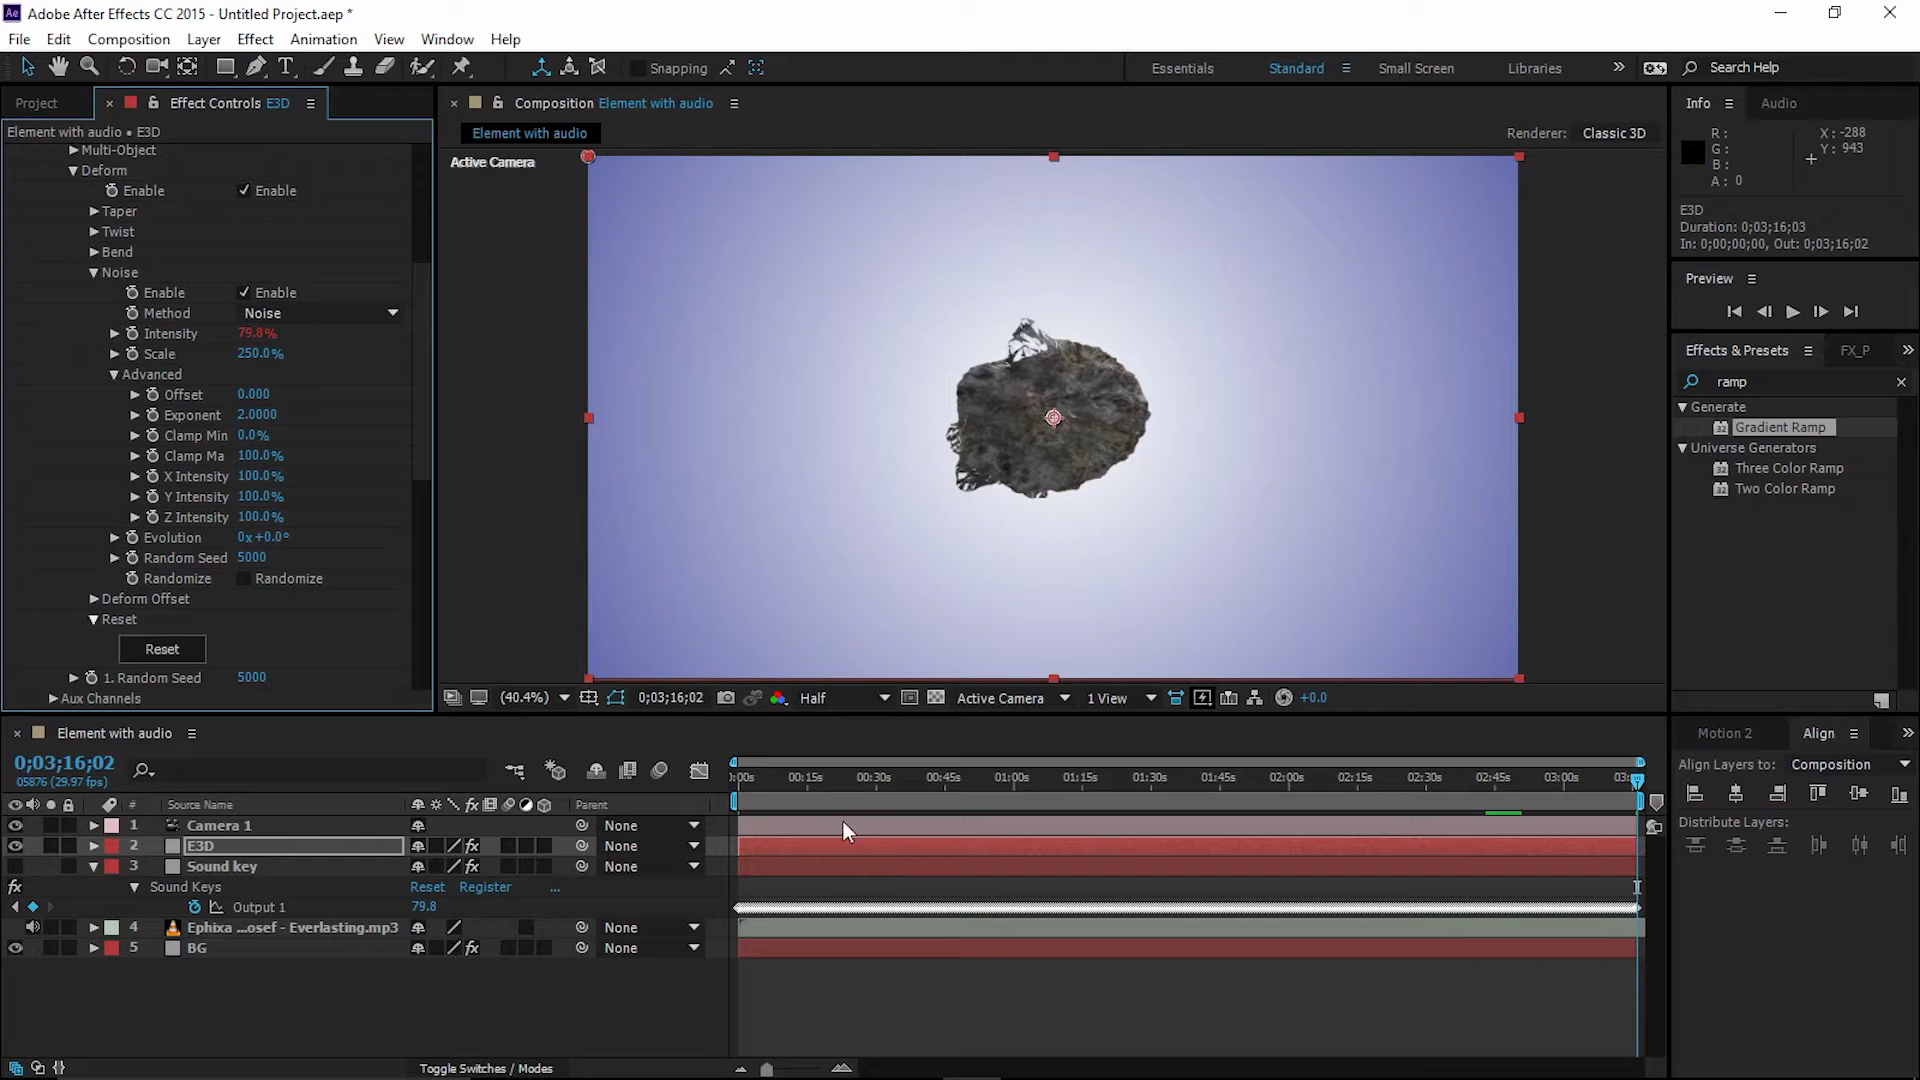 Adobe After Effects CC 2015 - Untitled Project.aep *
File Edit Composition Layer Effect Animation View Window Help
Snapping
Essentials Standard Small Screen Libraries Search Help
Project Effect Controls E3D
Element with audio • E3D
Multi-Object
Deform
Enable Enable
Taper
Twist
Bend
Noise
Enable Enable
Method Noise
Intensity 79.8%
Scale 250.0%
Advanced
Offset 0.000
Exponent 2.0000
Clamp Min 0.0%
Clamp Ma 100.0%
X Intensity 100.0%
Y Intensity 100.0%
Z Intensity 100.0%
Evolution 0x+0.0°
Random Seed 5000
Randomize Randomize
Deform Offset
Reset
Reset
1. Random Seed 5000
Aux Channels
Composition Element with audio
Element with audio
Renderer: Classic 3D
Active Camera
(40.4%) 0;03;16;02 Half Active Camera 1 View +0.0
Info Audio
R: X: -288
G: Y: 943
B:
A: 0
E3D
Duration: 0;03;16;03
In: 0;00;00;00, Out: 0;03;16;02
Preview
Effects & Presets FX_P
ramp
Generate
Gradient Ramp
Universe Generators
Three Color Ramp
Two Color Ramp
Element with audio
0;03;16;02
05876 (29.97 fps)
:00s 00:15s 00:30s 00:45s 01:00s 01:15s 01:30s 01:45s 02:00s 02:15s 02:30s 02:45s 03:00s 03:
# Source Name fx Parent
1 Camera 1 None
2 E3D fx None
3 Sound key fx None
fx Sound Keys Reset Register ...
Output 1 79.8
4 Ephixa ...osef - Everlasting.mp3 None
5 BG fx None
Toggle Switches / Modes
Motion 2 Align
Align Layers to: Composition
Distribute Layers: